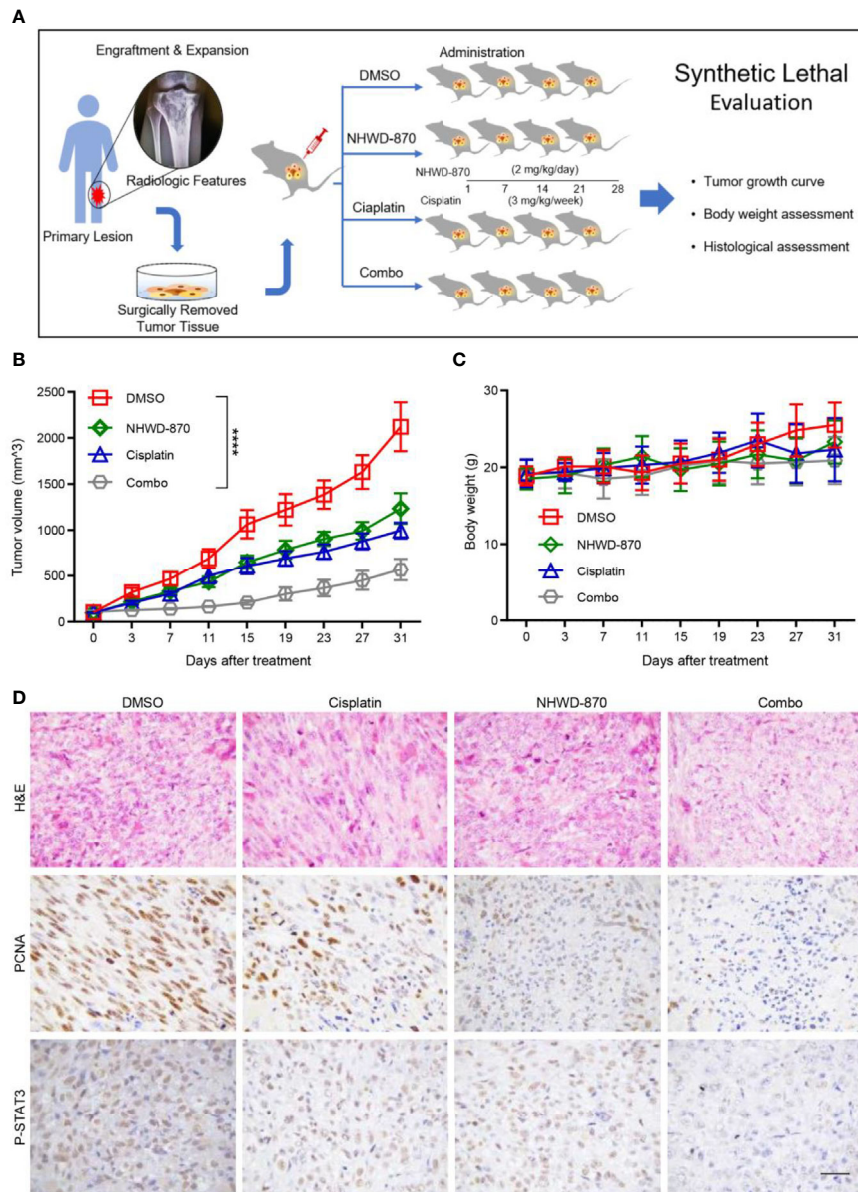 A
Engraftment & Expansion
Radiologic Features
Primary Lesion
Surgically Removed
Tumor Tissue
Administration
DMSO
NHWD-870
NHWD-870 (2 mg/kg/day)
1 7 14 21 28
Cisplatin (3 mg/kg/week)
Ciaplatin
Combo
Synthetic Lethal
Evaluation
• Tumor growth curve
• Body weight assessment
• Histological assessment
B
Tumor volume (mm^3)
2500
2000
1500
1000
500
0
DMSO
NHWD-870
Cisplatin
Combo
****
0 3 7 11 15 19 23 27 31
Days after treatment
C
Body weight (g)
30
20
10
0
DMSO
NHWD-870
Cisplatin
Combo
0 3 7 11 15 19 23 27 31
Days after treatment
D
DMSO Cisplatin NHWD-870 Combo
H&E
PCNA
P-STAT3